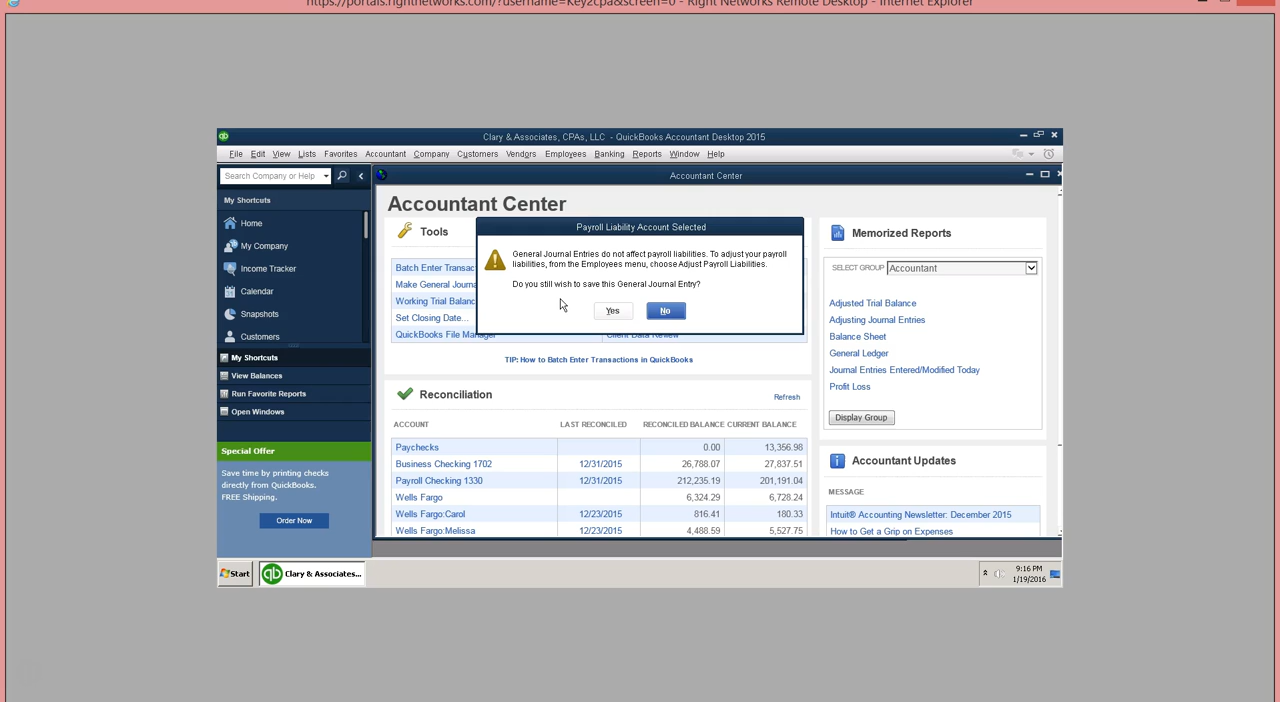 https://portals.rightnetworks.com/?username=Key2cpa&screen=0 - Right Networks Remote Desktop - Internet Explorer
Clary & Associates, CPAs, LLC - QuickBooks Accountant Desktop 2015
File Edit View Lists Favorites Accountant Company Customers Vendors Employees Banking Reports Window Help
Search Company or Help
My Shortcuts
Home
My Company
Income Tracker
Calendar
Snapshots
Customers
My Shortcuts
View Balances
Run Favorite Reports
Open Windows
Special Offer
Save time by printing checks
directly from QuickBooks.
FREE Shipping.
Order Now
Accountant Center
Accountant Center
Tools
Batch Enter Transac
Make General Journa
Working Trial Balanc
Set Closing Date...
QuickBooks File Manager
Client Data Review
TIP: How to Batch Enter Transactions in QuickBooks
Payroll Liability Account Selected
General Journal Entries do not affect payroll liabilities. To adjust your payroll
liabilities, from the Employees menu, choose Adjust Payroll Liabilities.
Do you still wish to save this General Journal Entry?
Yes No
Reconciliation
Refresh
ACCOUNT LAST RECONCILED RECONCILED BALANCE CURRENT BALANCE
Paychecks 0.00 13,356.98
Business Checking 1702 12/31/2015 26,788.07 27,837.51
Payroll Checking 1330 12/31/2015 212,235.19 201,191.04
Wells Fargo 6,324.29 6,728.24
Wells Fargo:Carol 12/23/2015 816.41 180.33
Wells Fargo:Melissa 12/23/2015 4,488.59 5,527.75
Memorized Reports
SELECT GROUP Accountant
Adjusted Trial Balance
Adjusting Journal Entries
Balance Sheet
General Ledger
Journal Entries Entered/Modified Today
Profit Loss
Display Group
Accountant Updates
MESSAGE
Intuit® Accounting Newsletter: December 2015
How to Get a Grip on Expenses
Start
qb Clary & Associates...
9:16 PM
1/19/2016